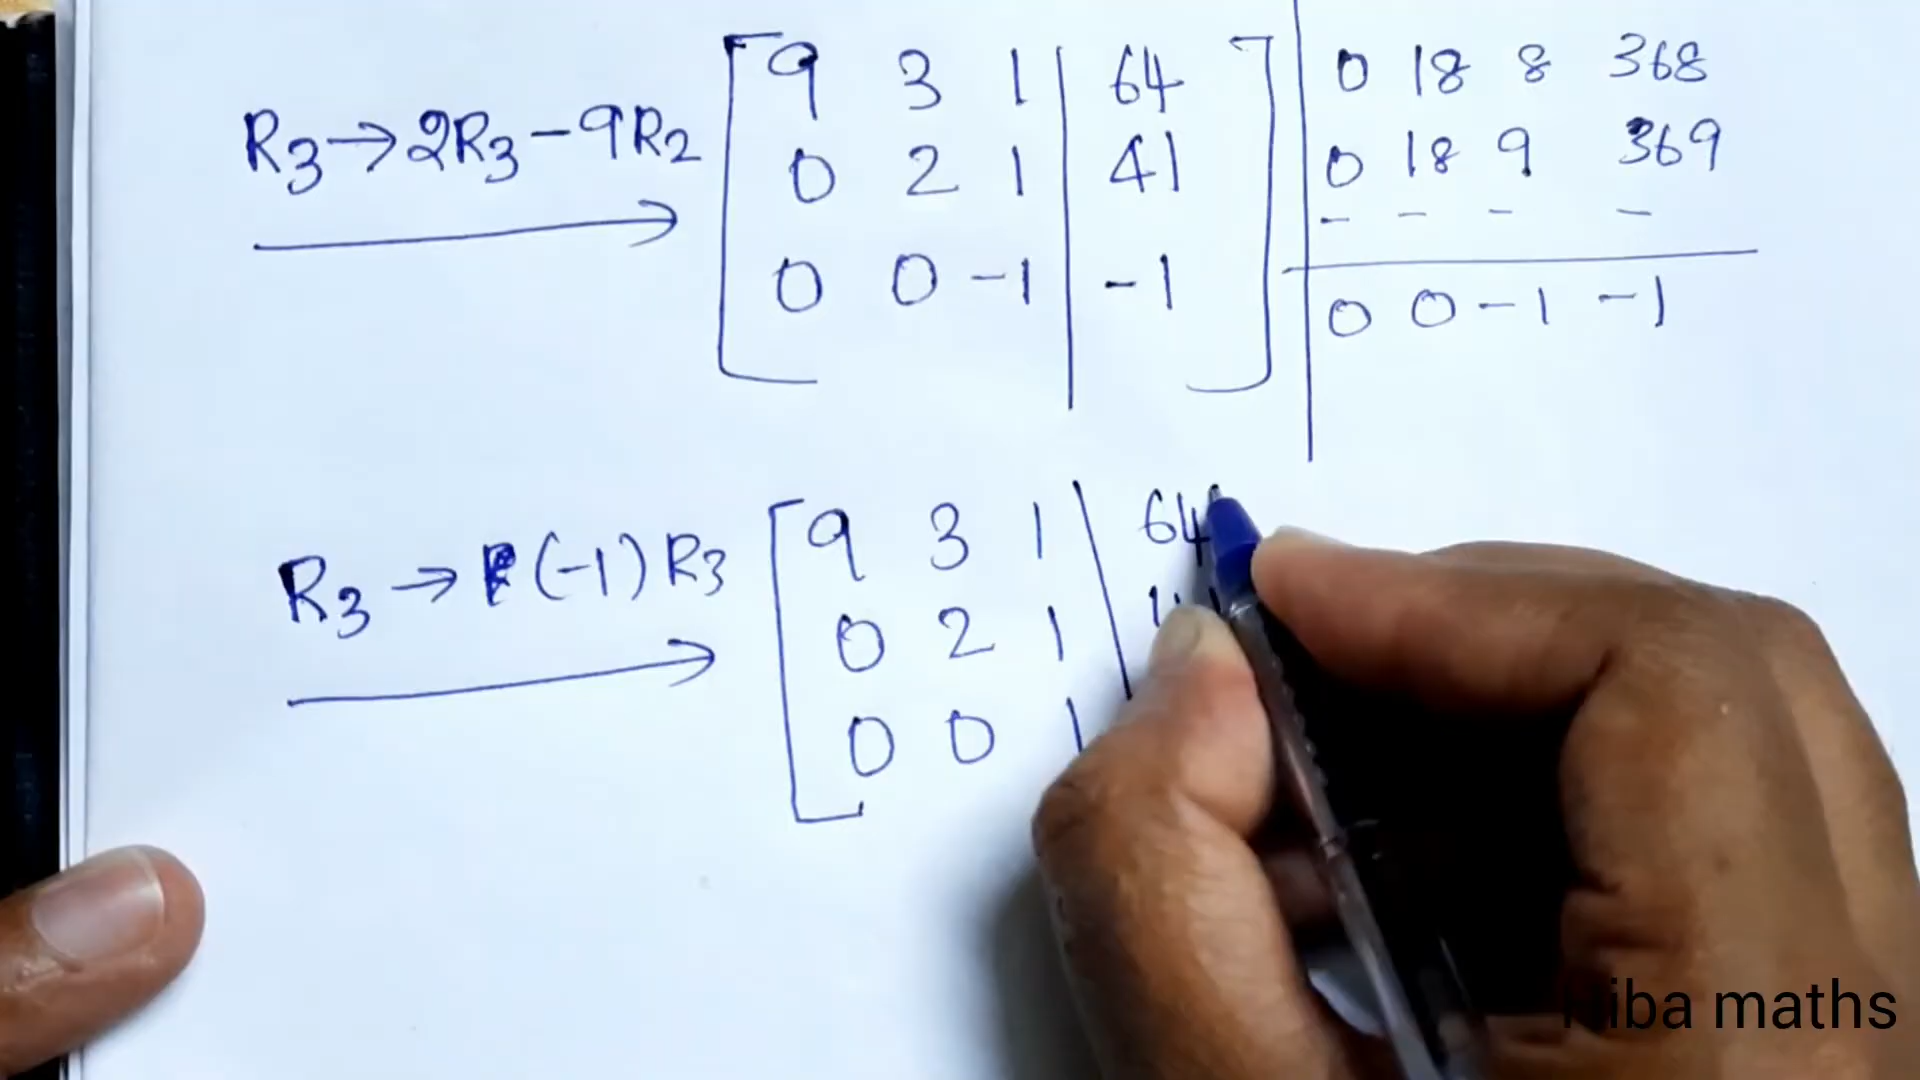 9 3 1 | 64
R3→2R3-9R2
0 2 1 | 41
0 0 -1 | -1
0 18 8 368
0 18 9 369
- - - -
0 0 -1 -1
9 3 1 | 64
R3 → (-1) R3
0 2 1
0 0 1
iba maths